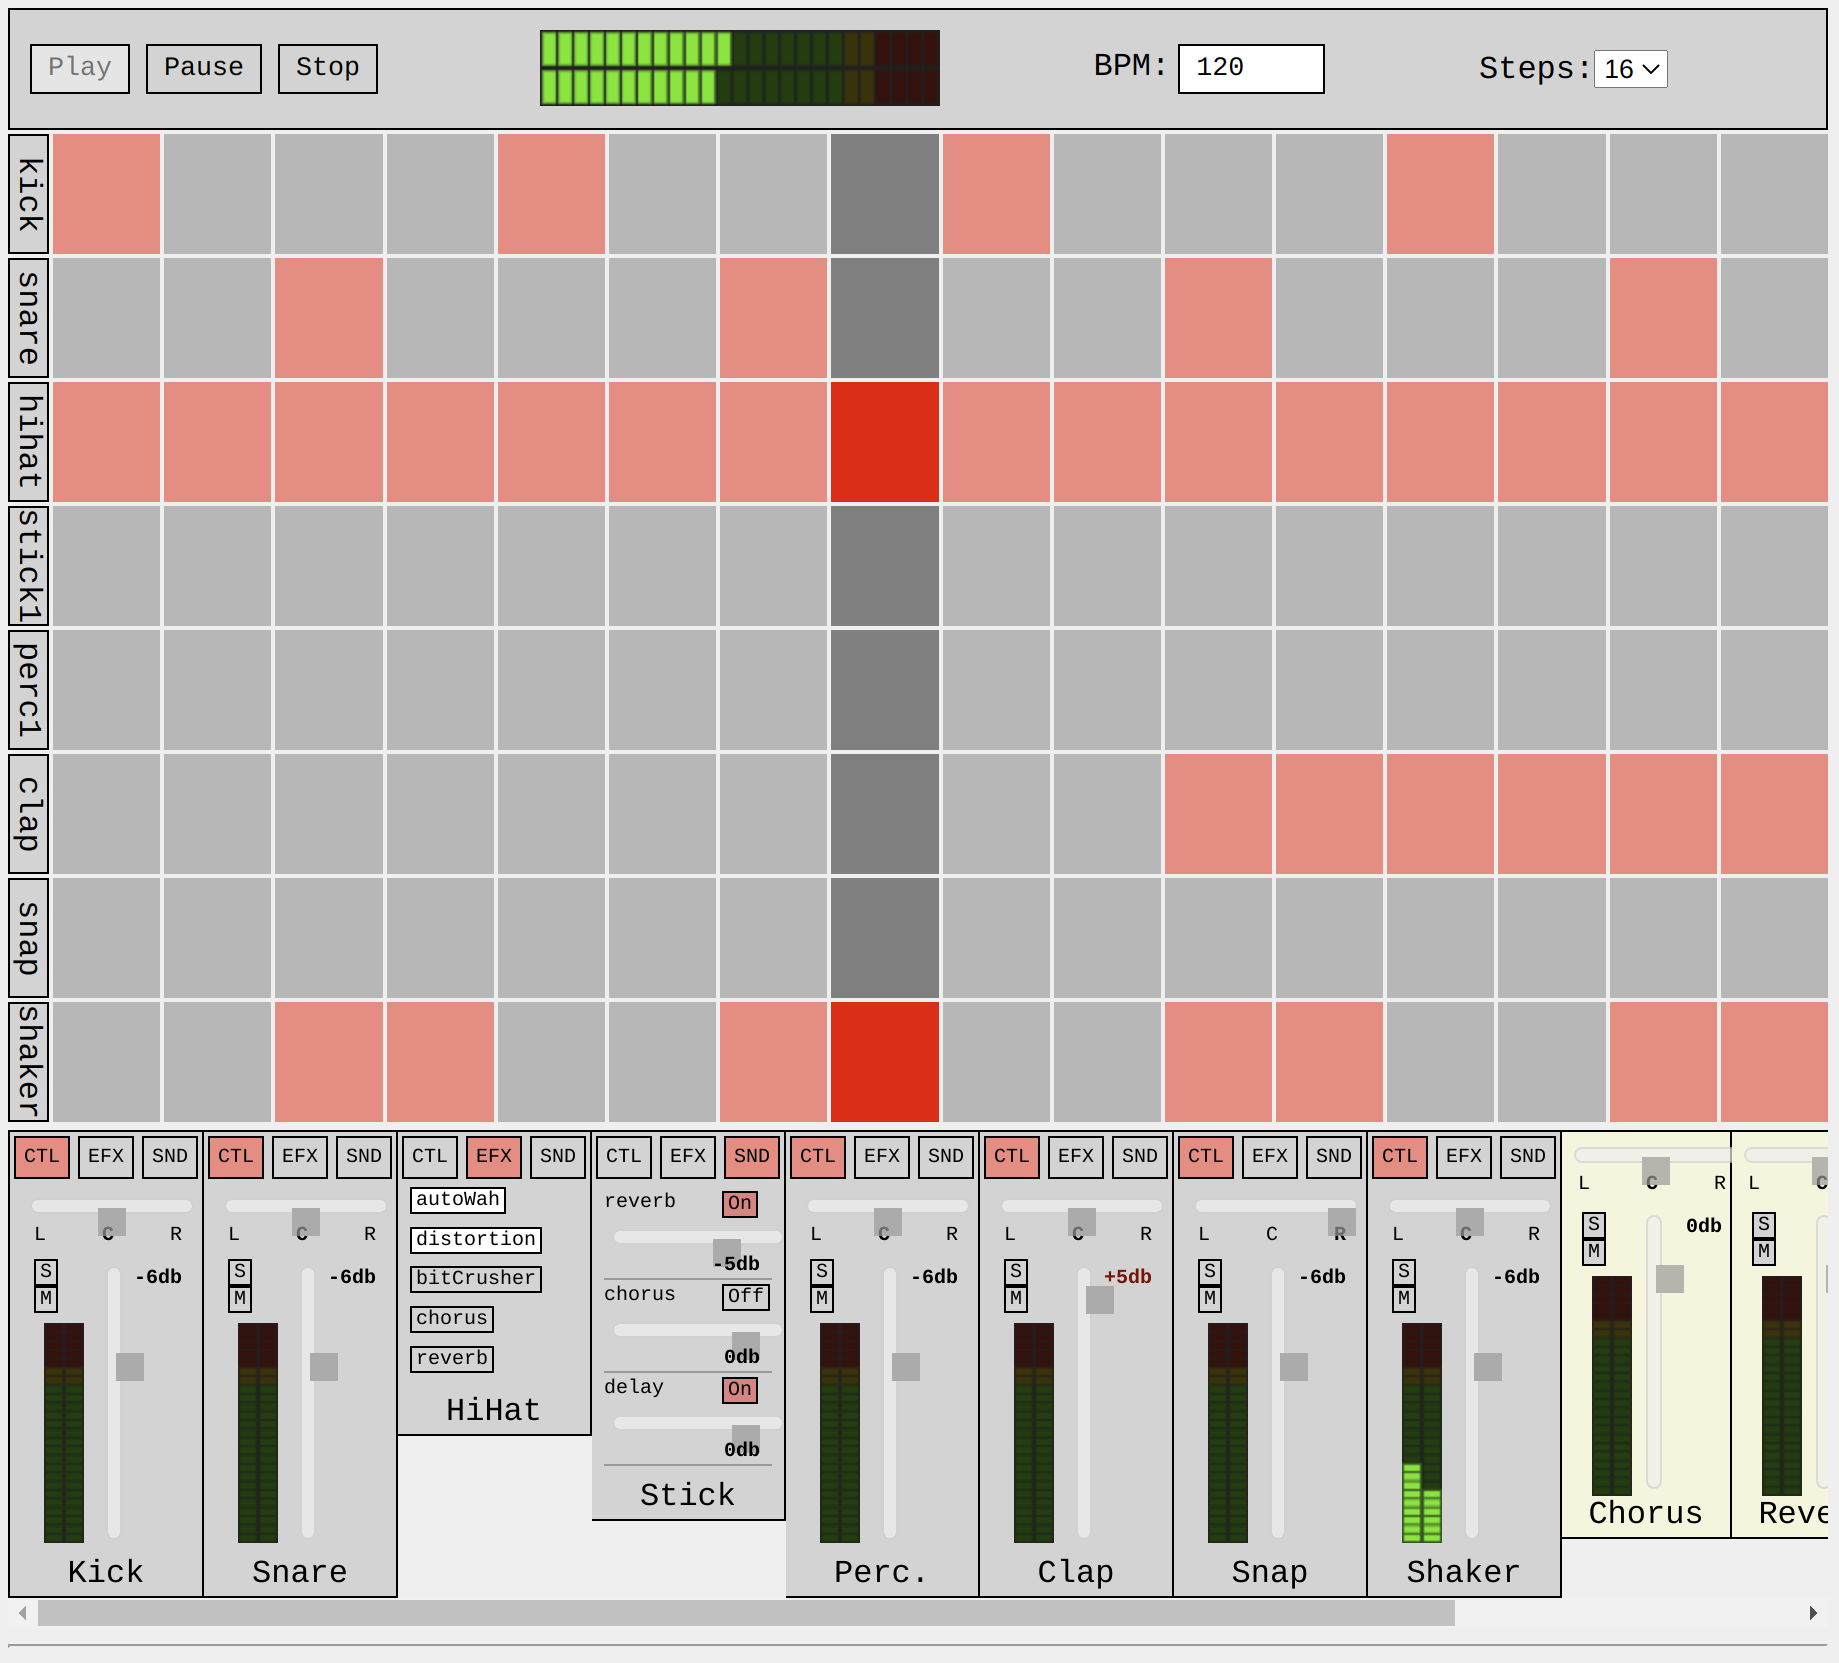 Play Pause Stop BPM: 120 Steps: 16
kick
snare
hihat
stick1
perc1
clap
snap
shaker
CTL EFX SND
L C R
S
M
-6db
Kick
CTL EFX SND
L C R
S
M
-6db
Snare
CTL EFX SND
autoWah
distortion
bitCrusher
chorus
reverb
HiHat
CTL EFX SND
reverb On
-5db
chorus Off
0db
delay On
0db
Stick
CTL EFX SND
L C R
S
M
-6db
Perc.
CTL EFX SND
L C R
S
M
+5db
Clap
CTL EFX SND
L C R
S
M
-6db
Snap
CTL EFX SND
L C R
S
M
-6db
Shaker
L C R
S
M
0db
Chorus
L C
S
M
Reve